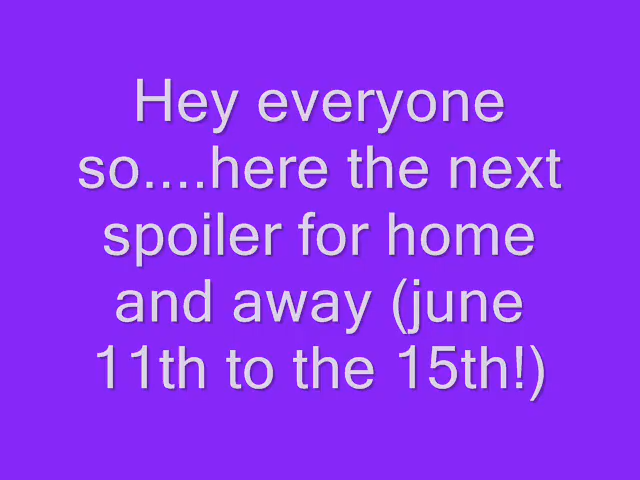 Hey everyone
so....here the next
spoiler for home
and away (june
11th to the 15th!)